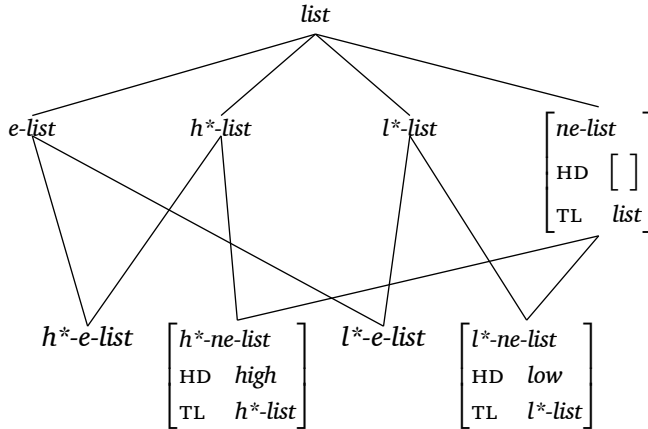 list
e-list
h*-list
l*-list
ne-list
HD [ ]
TL list
h*-e-list
h*-ne-list
HD high
TL h*-list
l*-e-list
l*-ne-list
HD low
TL l*-list